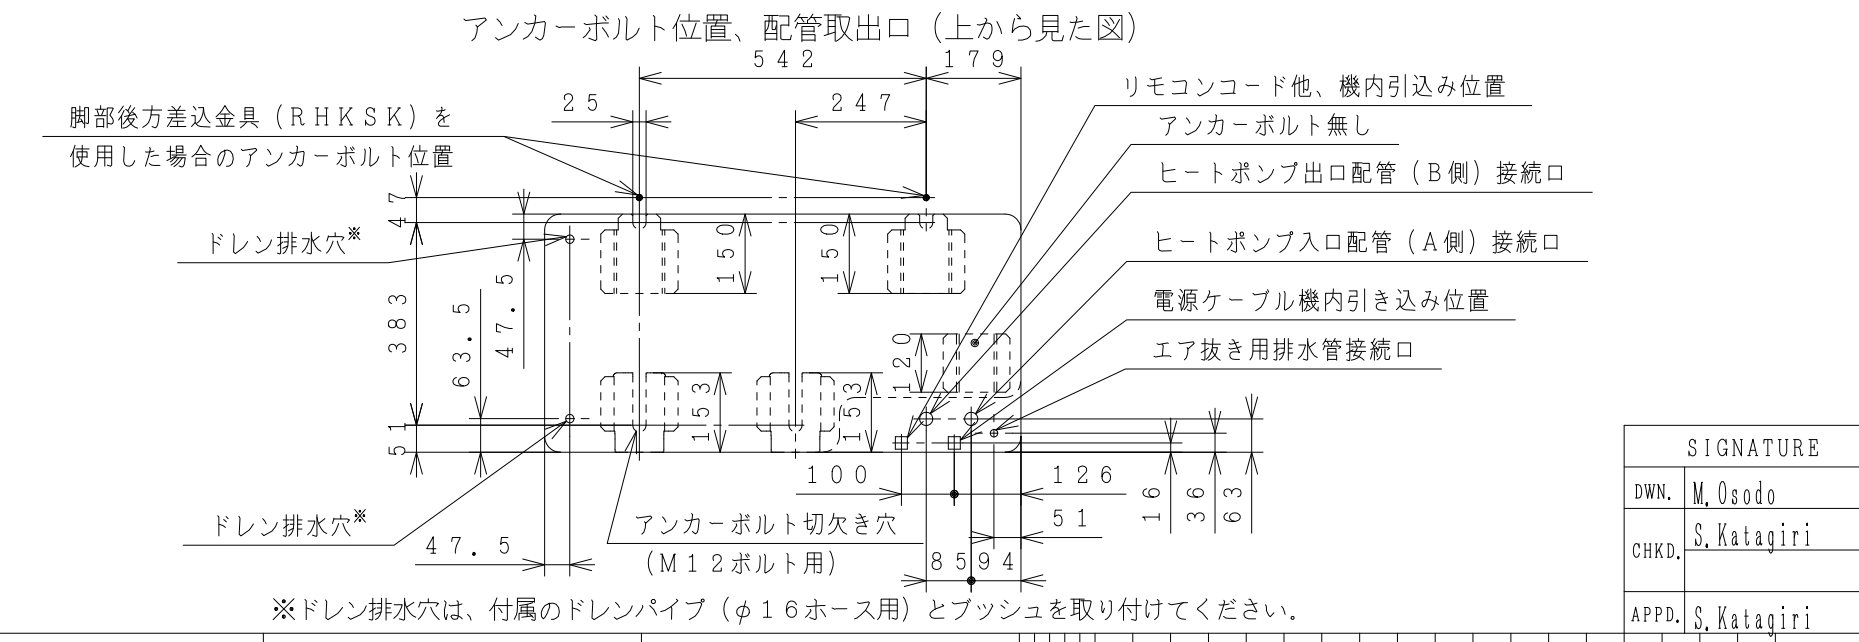 アンカーボルト位置、配管取出口（上から見た図）
５４２
１７９
２５
２４７
脚部後方差込金具（ＲＨＫＳＫ）を
使用した場合のアンカーボルト位置
リモコンコード他、機内引込み位置
アンカーボルト無し
ヒートポンプ出口配管（Ｂ側）接続口
ヒートポンプ入口配管（Ａ側）接続口
電源ケーブル機内引き込み位置
エア抜き用排水管接続口
ドレン排水穴※
４７
３８３
５１
６３．５
４７．５
１５０
１５０
１２０
１５３
１５３
１００
１２６
５１
１６
３６
６３
ドレン排水穴※
４７．５
アンカーボルト切欠き穴
（Ｍ１２ボルト用）
８５９４
※ドレン排水穴は、付属のドレンパイプ（φ１６ホース用）とブッシュを取り付けてください。
SIGNATURE
DWN. M. Osodo
CHKD. S. Katagiri
APPD. S. Katagiri